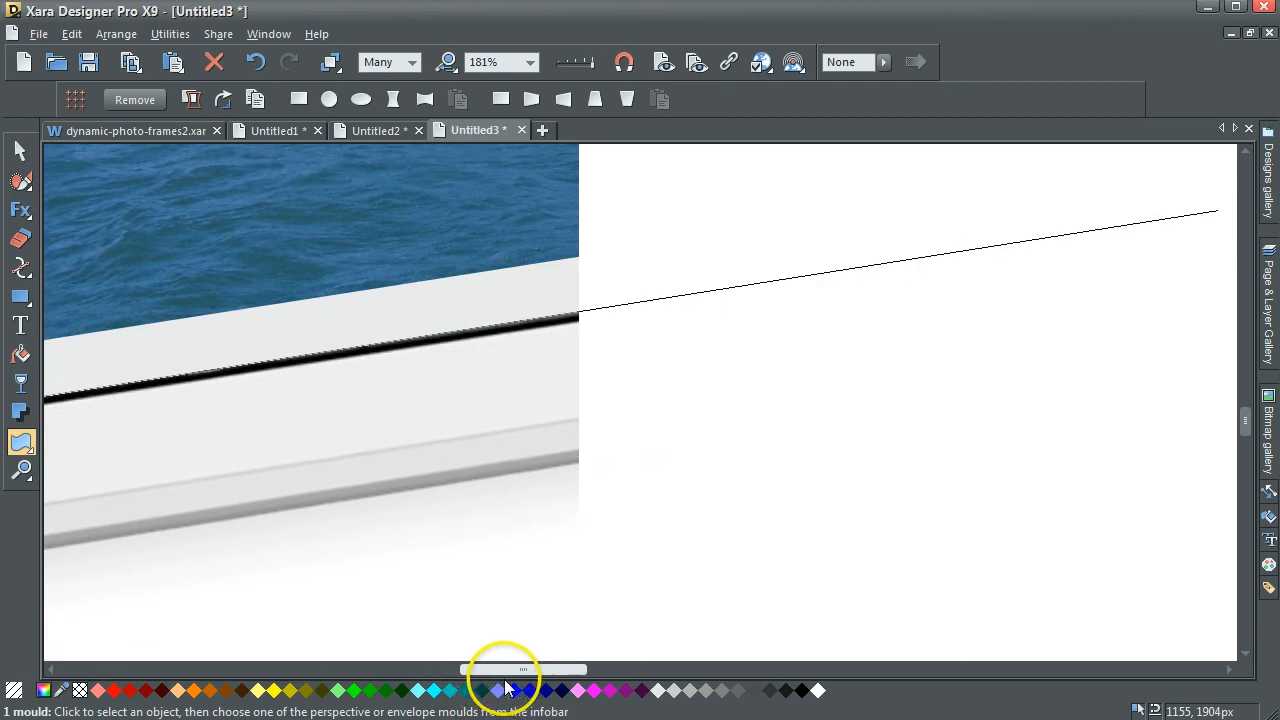 Xara Designer Pro X9 - [Untitled3 *]
File Edit Arrange Utilities Share Window Help
Many 181% None
Remove
dynamic-photo-frames2.xar Untitled1 * Untitled2 * Untitled3 *
Designs gallery
Page & Layer Gallery
Bitmap gallery
1 mould: Click to select an object, then choose one of the perspective or envelope moulds from the infobar
1155, 1904px